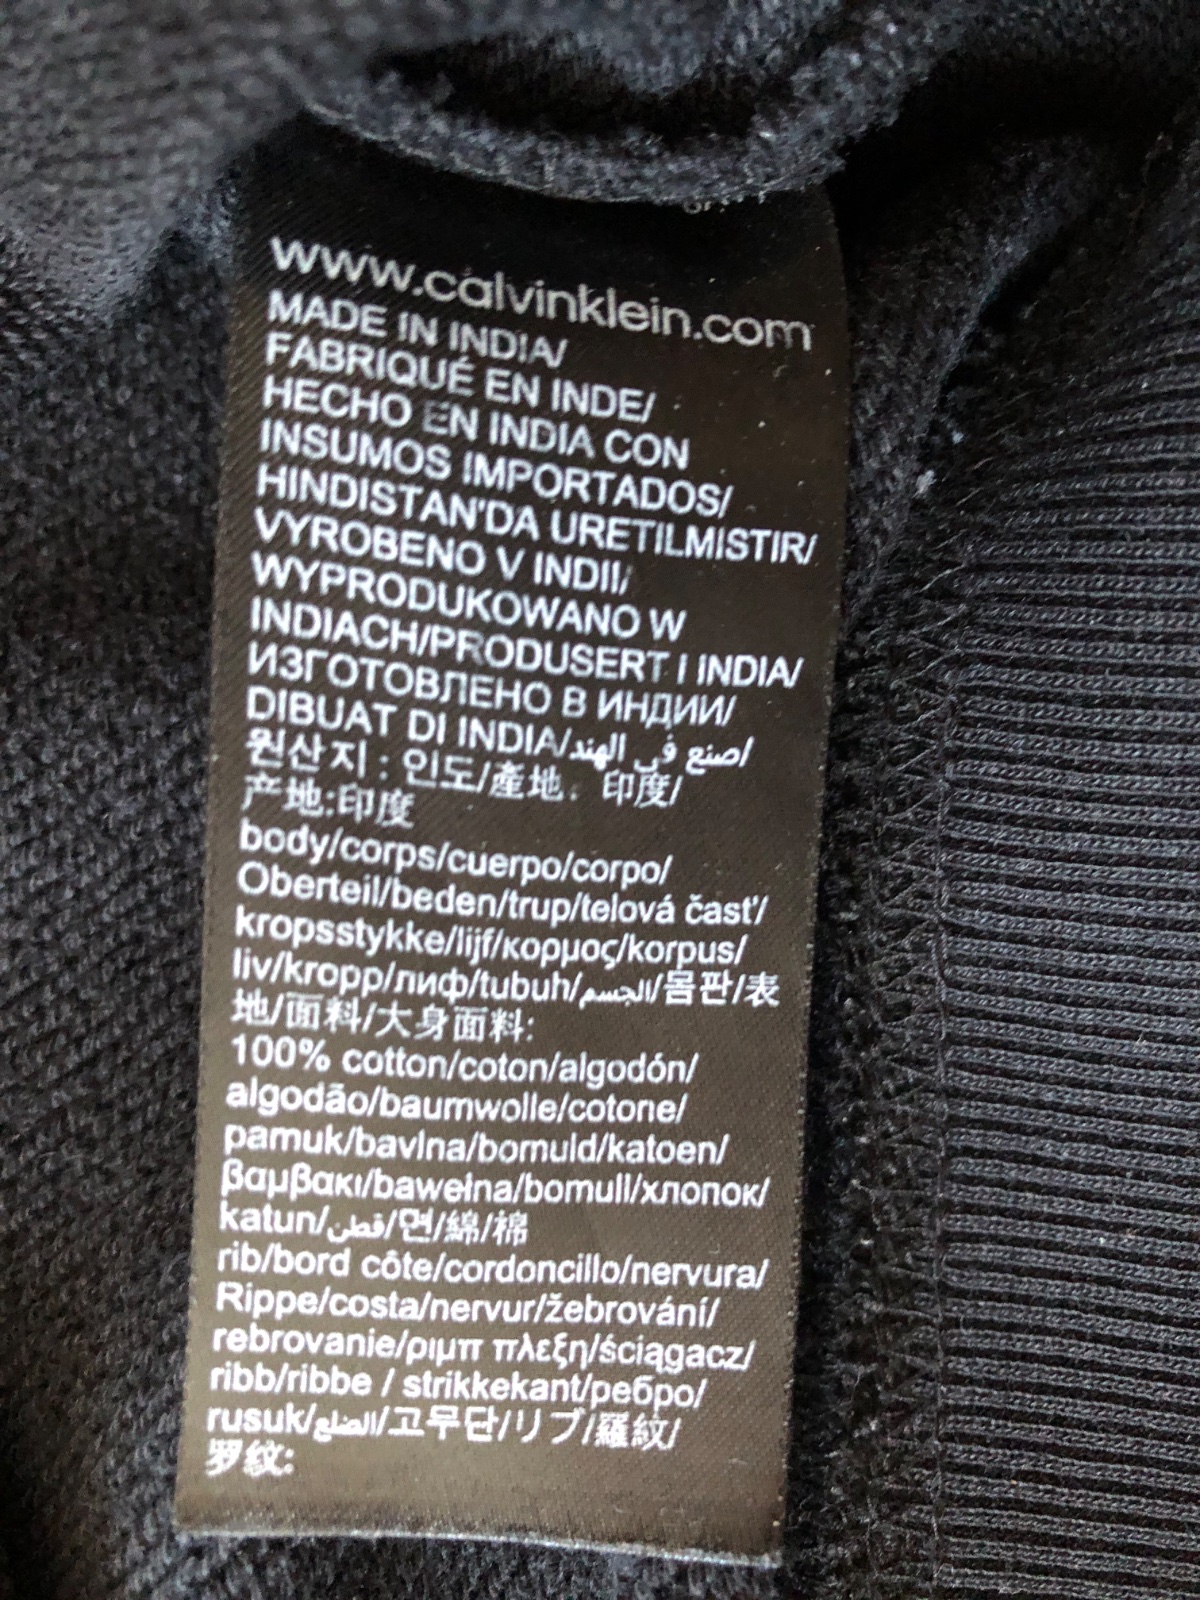 www.calvinklein.com
MADE IN INDIA/
FABRIQUÉ EN INDE/
HECHO EN INDIA CON
INSUMOS IMPORTADOS/
HINDISTAN'DA URETILMISTIR/
VYROBENO V INDII/
WYPRODUKOWANO W
INDIACH/PRODUSERT I INDIA/
ИЗГОТОВЛЕНО В ИНДИИ/
DIBUAT DI INDIA/صنع في الهند/
원산지 : 인도/產地：印度/
产地:印度
body/corps/cuerpo/corpo/
Oberteil/beden/trup/telová časť/
kropsstykke/lijf/κορμος/korpus/
liv/kropp/лиф/tubuh/الجسم/몸판/表
地/面料/大身面料:
100% cotton/coton/algodón/
algodão/baumwolle/cotone/
pamuk/bavlna/bomuld/katoen/
βαμβακι/bawełna/bomull/хлопок/
katun/قطن/면/綿/棉
rib/bord côte/cordoncillo/nervura/
Rippe/costa/nervur/žebrování/
rebrovanie/ριμπ πλεξη/ściągacz/
ribb/ribbe / strikkekant/ребро/
rusuk/الضلع/고무단/リブ/羅紋/
罗纹: